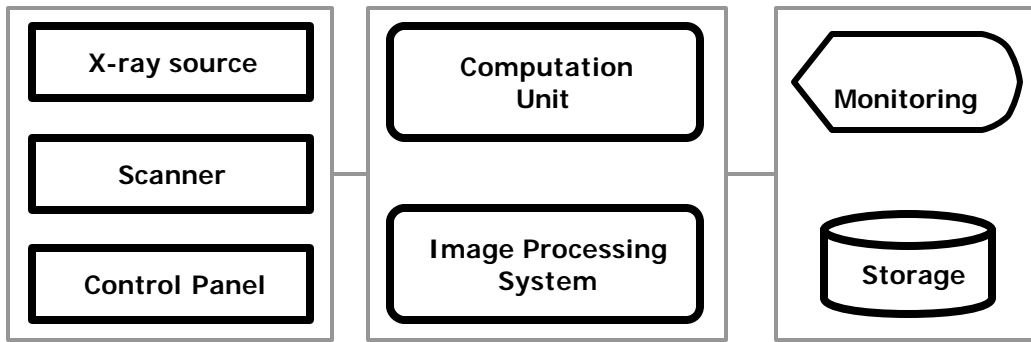 X-ray source
Scanner
Control Panel
Computation
Unit
Image Processing
System
Monitoring
Storage